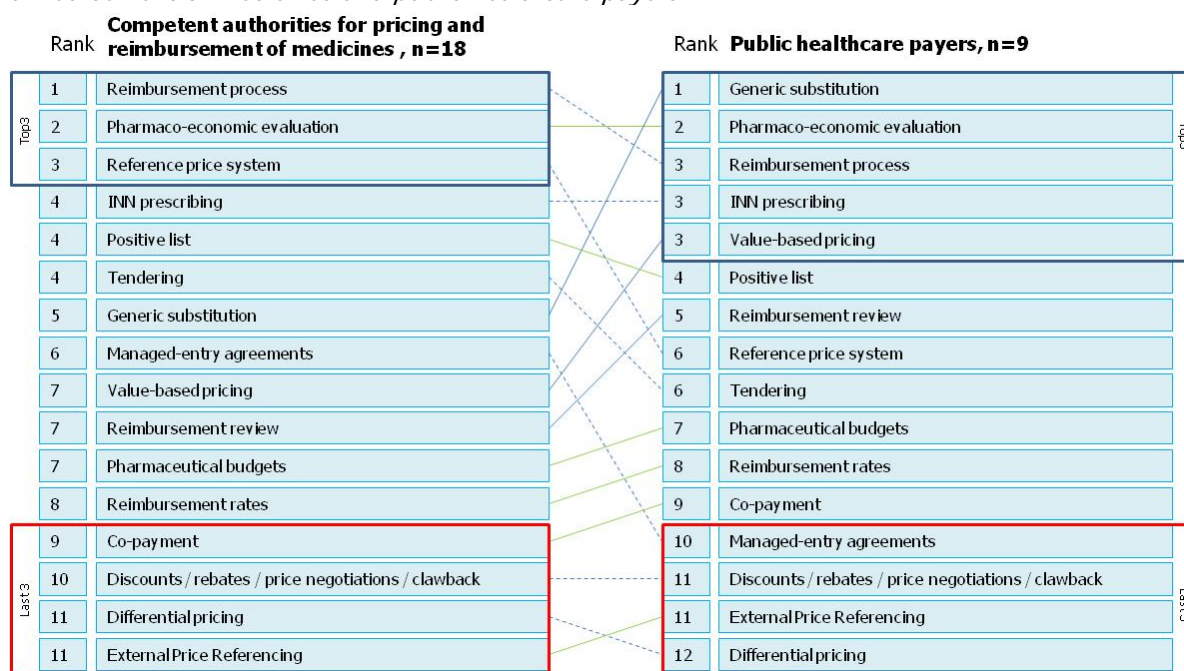 Rank Competent authorities for pricing and
reimbursement of medicines , n=18
Top3
1 Reimbursement process
2 Pharmaco-economic evaluation
3 Reference price system
4 INN prescribing
4 Positive list
4 Tendering
5 Generic substitution
6 Managed-entry agreements
7 Value-based pricing
7 Reimbursement review
7 Pharmaceutical budgets
8 Reimbursement rates
Last 3
9 Co-payment
10 Discounts / rebates / price negotiations / clawback
11 Differential pricing
11 External Price Referencing
Rank Public healthcare payers, n=9
1 Generic substitution
2 Pharmaco-economic evaluation
3 Reimbursement process
3 INN prescribing
3 Value-based pricing
4 Positive list
5 Reimbursement review
6 Reference price system
6 Tendering
7 Pharmaceutical budgets
8 Reimbursement rates
9 Co-payment
10 Managed-entry agreements
11 Discounts / rebates / price negotiations / clawback
11 External Price Referencing
12 Differential pricing